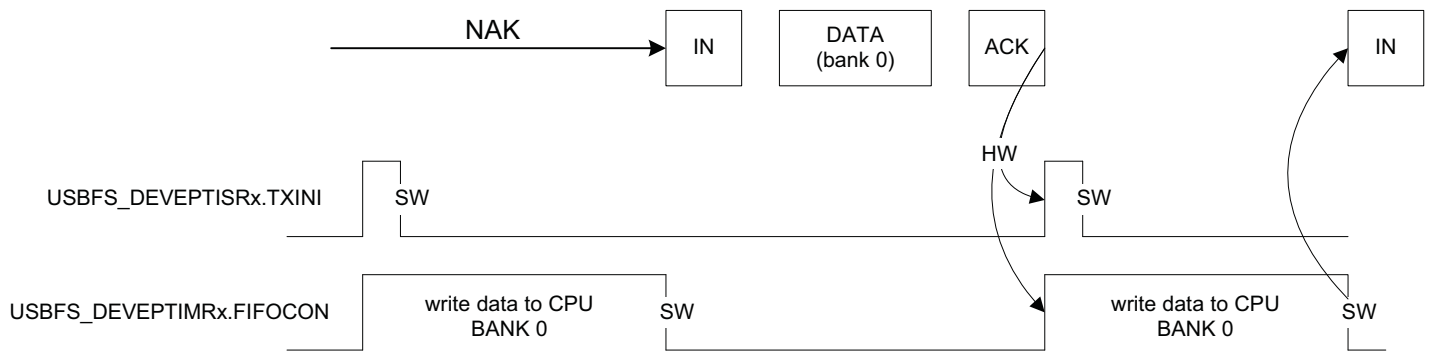 NAK
IN
DATA
(bank 0)
ACK
IN
HW
USBFS_DEVEPTISRx.TXINI
SW
SW
USBFS_DEVEPTIMRx.FIFOCON
write data to CPU
BANK 0
SW
write data to CPU
BANK 0
SW